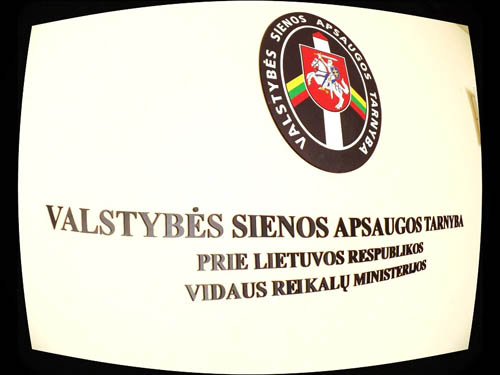 VALSTYBĖS SIENOS APSAUGOS TARNYBA
VALSTYBĖS SIENOS APSAUGOS TARNYBA
PRIE LIETUVOS RESPUBLIKOS
VIDAUS REIKALŲ MINISTERIJOS